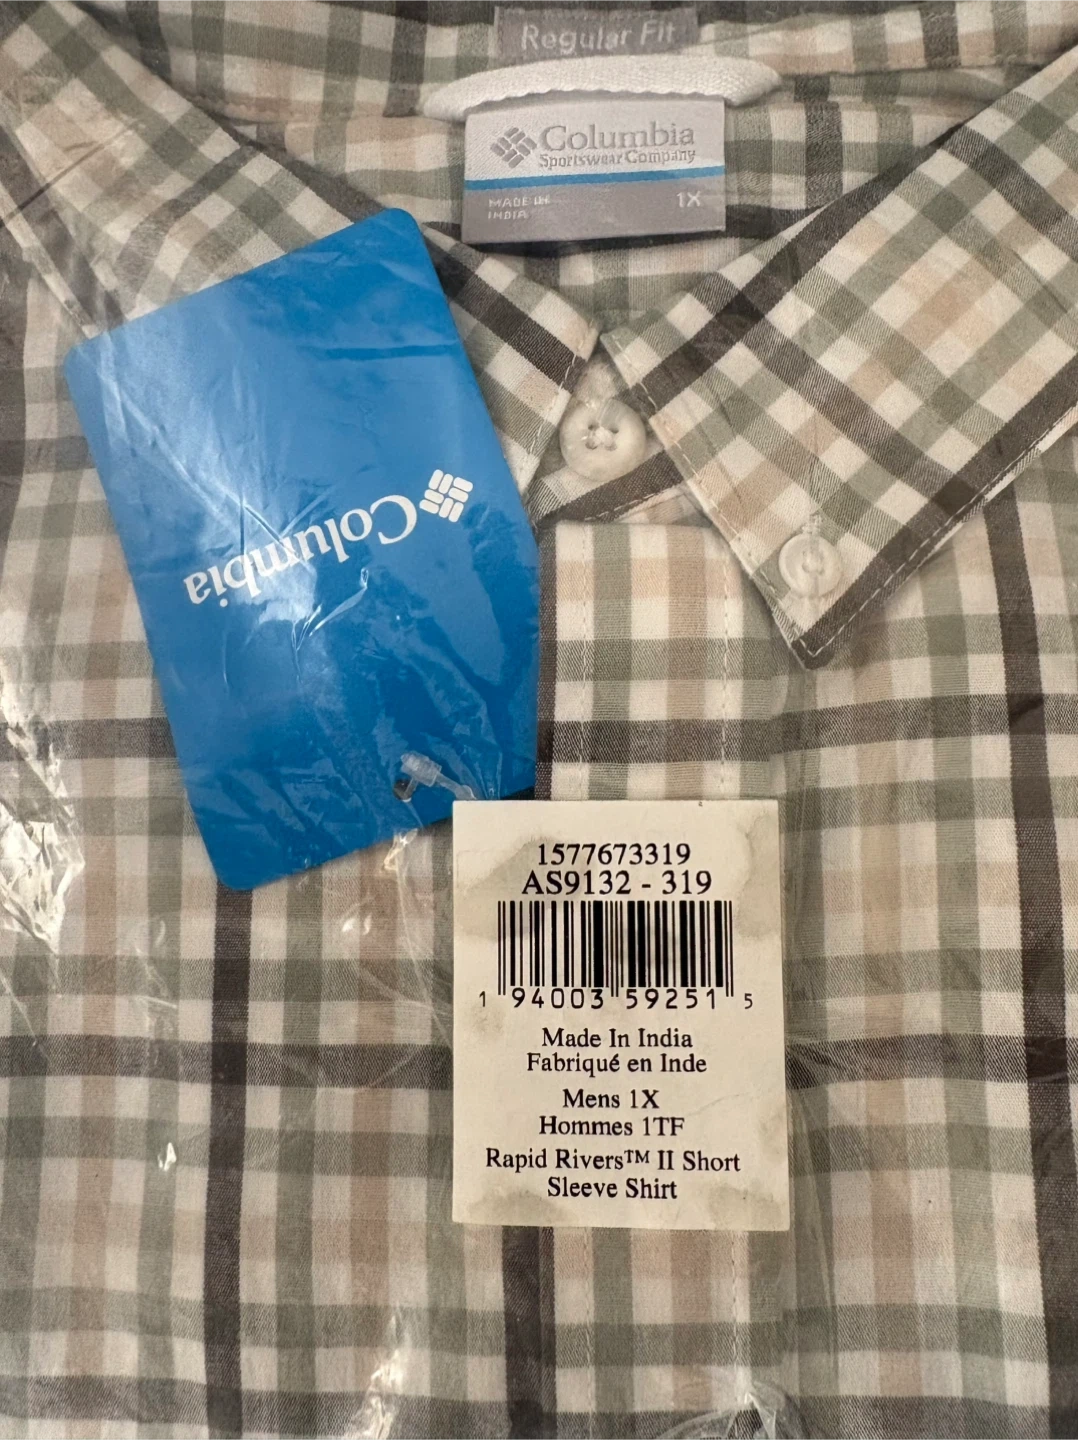 Regular Fit
Columbia
Sportswear Company
MADE IN
INDIA
1X
Columbia
1577673319
AS9132 - 319
1 94003 59251 5
Made In India
Fabriqué en Inde
Mens 1X
Hommes 1TF
Rapid Rivers™ II Short
Sleeve Shirt